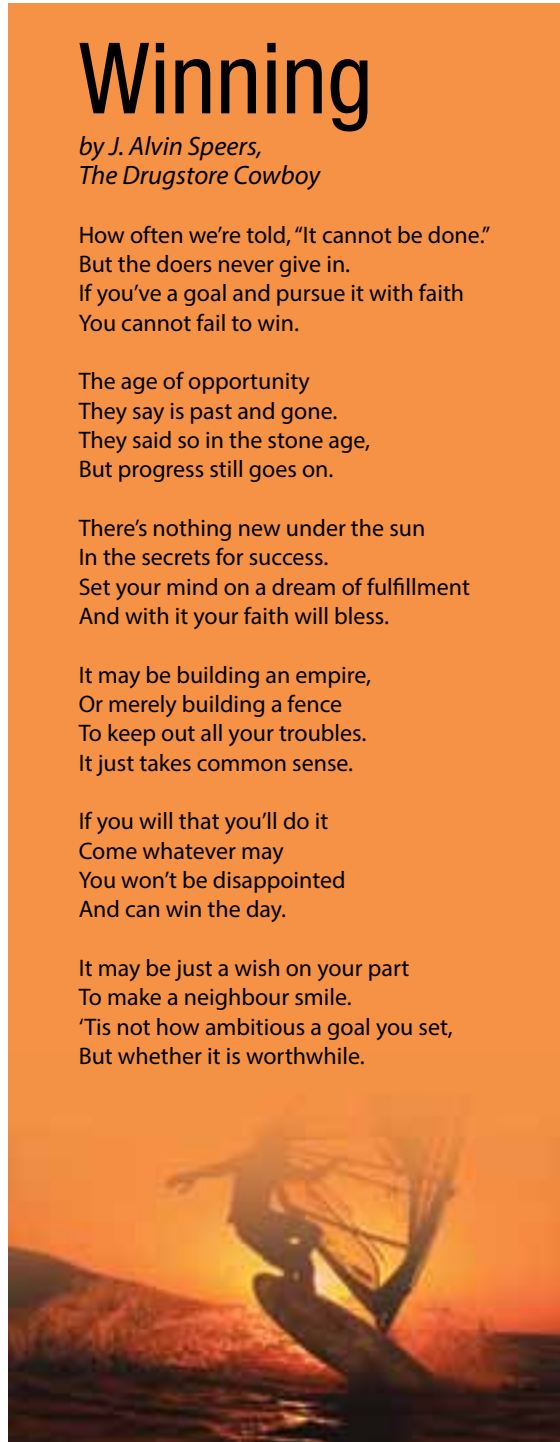 Winning
by J. Alvin Speers,
The Drugstore Cowboy
How often we're told, “It cannot be done.”
But the doers never give in.
If you've a goal and pursue it with faith
You cannot fail to win.
The age of opportunity
They say is past and gone.
They said so in the stone age,
But progress still goes on.
There's nothing new under the sun
In the secrets for success.
Set your mind on a dream of fulfillment
And with it your faith will bless.
It may be building an empire,
Or merely building a fence
To keep out all your troubles.
It just takes common sense.
If you will that you'll do it
Come whatever may
You won't be disappointed
And can win the day.
It may be just a wish on your part
To make a neighbour smile.
‘Tis not how ambitious a goal you set,
But whether it is worthwhile.